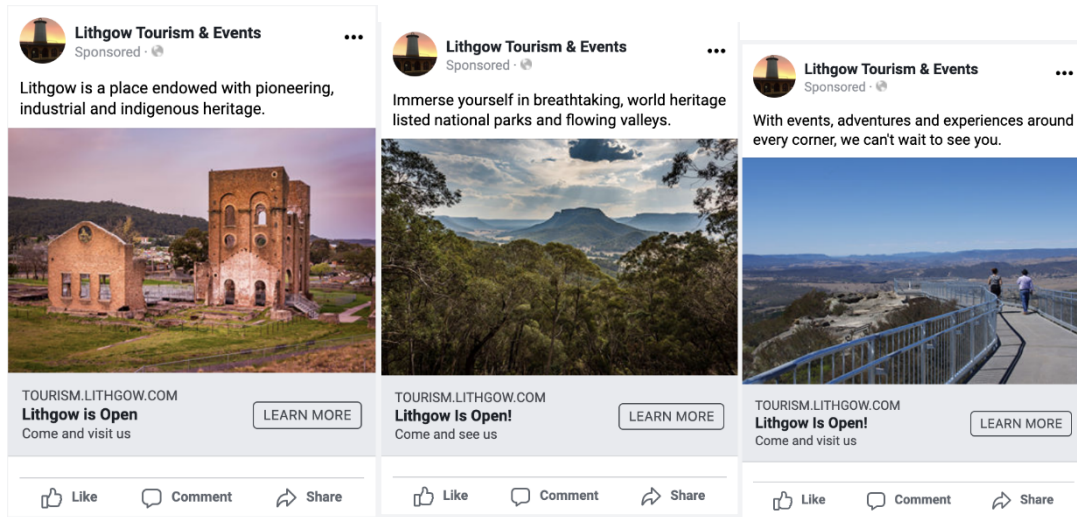 Lithgow Tourism & Events
Sponsored ·
Lithgow is a place endowed with pioneering,
industrial and indigenous heritage.
TOURISM.LITHGOW.COM
Lithgow is Open
Come and visit us
LEARN MORE
Like
Comment
Share
Lithgow Tourism & Events
Sponsored ·
Immerse yourself in breathtaking, world heritage
listed national parks and flowing valleys.
TOURISM.LITHGOW.COM
Lithgow Is Open!
Come and see us
LEARN MORE
Like
Comment
Share
Lithgow Tourism & Events
Sponsored ·
With events, adventures and experiences around
every corner, we can't wait to see you.
TOURISM.LITHGOW.COM
Lithgow Is Open!
Come and visit us
LEARN MORE
Like
Comment
Share